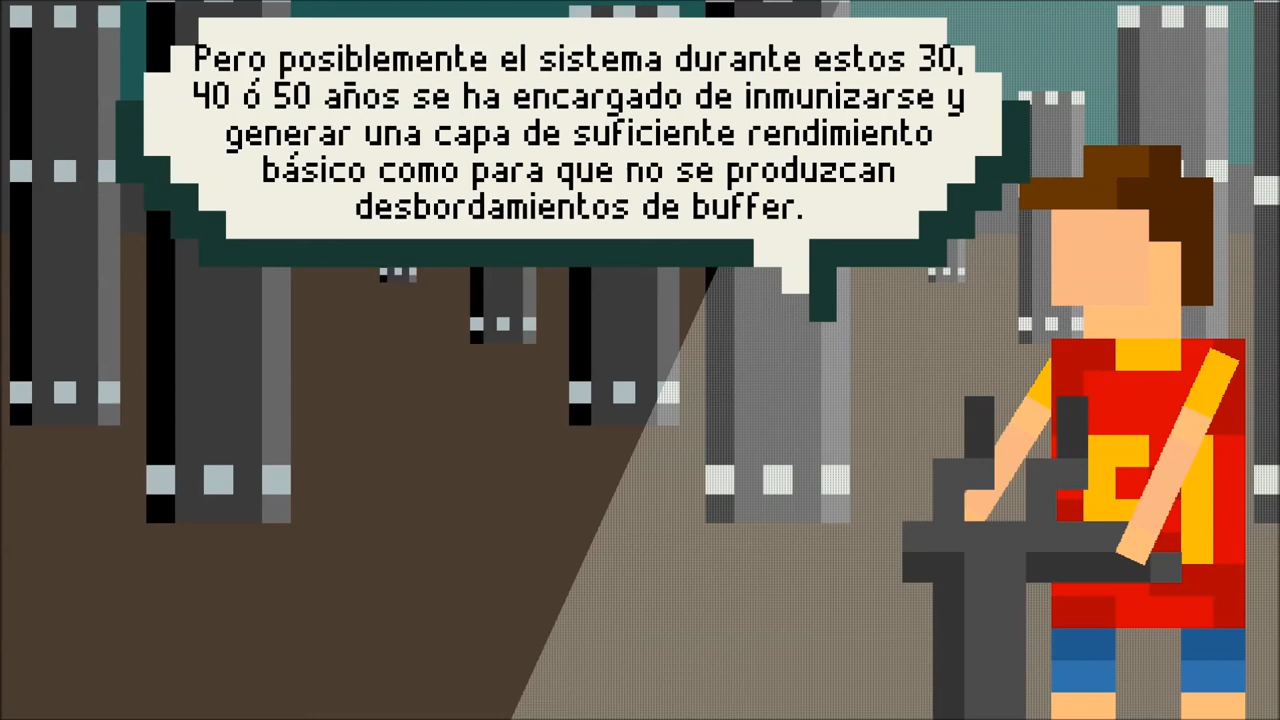 Pero posiblemente el sistema durante estos 30,
40 ó 50 años se ha encargado de inmunizarse y
generar una capa de suficiente rendimiento
básico como para que no se produzcan
desbordamientos de buffer.